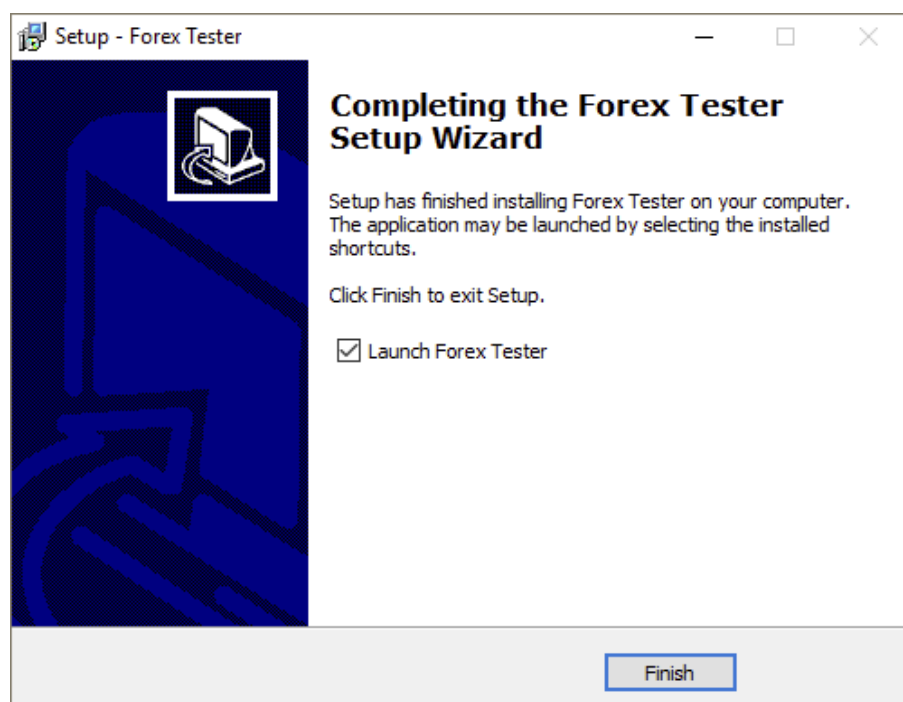 Setup - Forex Tester
Completing the Forex Tester
Setup Wizard
Setup has finished installing Forex Tester on your computer.
The application may be launched by selecting the installed
shortcuts.
Click Finish to exit Setup.
Launch Forex Tester
Finish